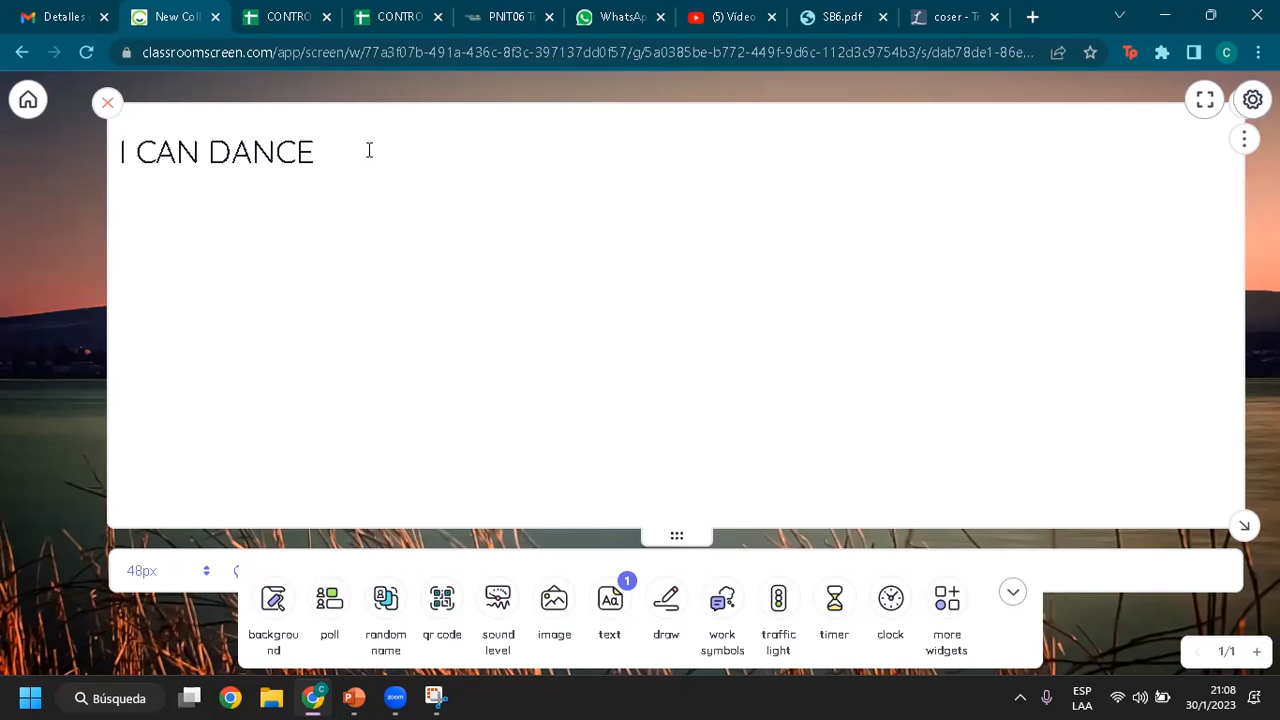 Detalles
New Coll
CONTRO
CONTRO
PNIT06 Te
WhatsAp
(5) Video
SB6.pdf
coser - Tr
classroomscreen.com/app/screen/w/77a3f07b-491a-436c-8f3c-397137dd0f57/g/5a0385be-b772-449f-9d6c-112d3c9754b3/s/dab78de1-86e...
C
I CAN DANCE
48px
1
backgrou
nd
poll
random
name
qr code
sound
level
image
text
draw
work
symbols
traffic
light
timer
clock
more
widgets
1/1
Búsqueda
ESP
LAA
21:08
30/1/2023